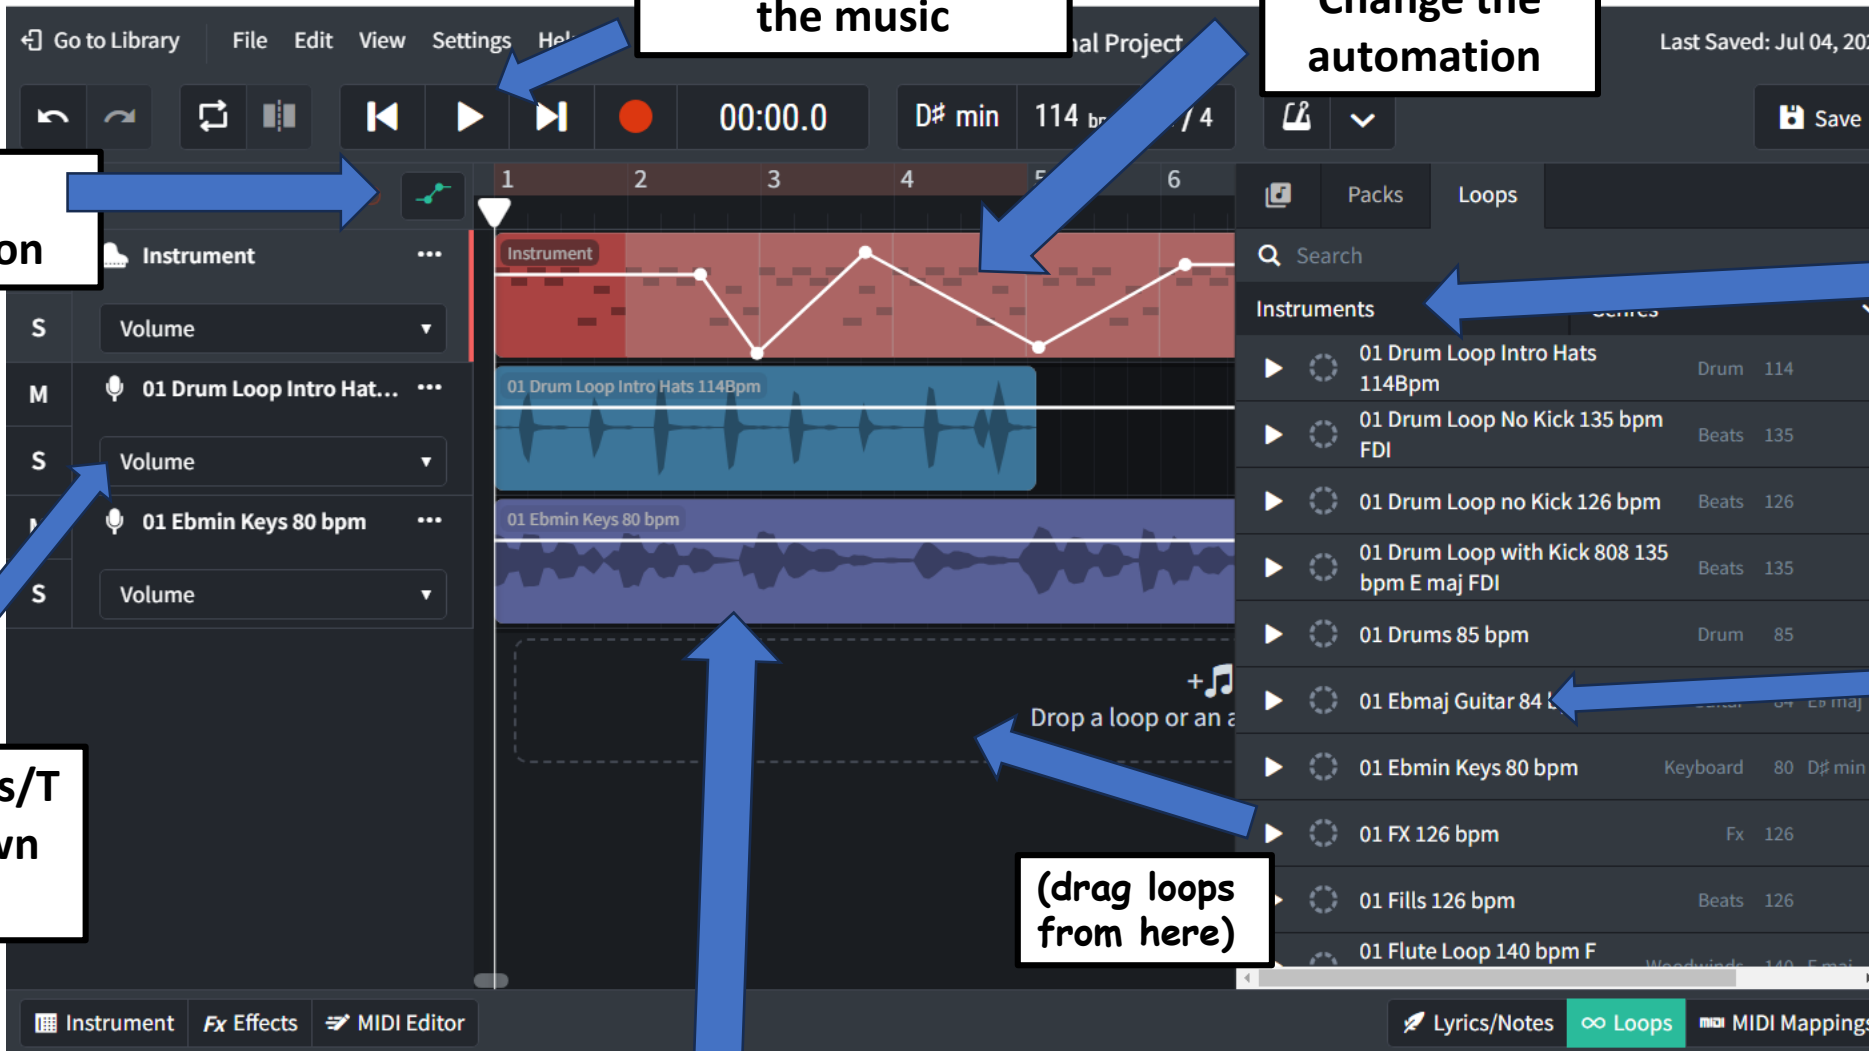 the music
Change the
automation
Go to Library File Edit View Settings
Project
Last Saved: Jul 04,
00:00.0
D# min 114 / 4
Save
on
1 2 3 4 6
Packs Loops
Instrument
Instrument
Search
Instruments
S Volume
01 Drum Loop Intro Hats
114Bpm Drum 114
M 01 Drum Loop Intro Hat...
01 Drum Loop Intro Hats 114Bpm
01 Drum Loop No Kick 135 bpm
FDI Beats 135
S Volume
01 Drum Loop no Kick 126 bpm Beats 126
01 Ebmin Keys 80 bpm
01 Ebmin Keys 80 bpm
01 Drum Loop with Kick 808 135
bpm E maj FDI Beats 135
S Volume
01 Drums 85 bpm Drum 85
01 Ebmaj Guitar 84
Drop a loop or an
01 Ebmin Keys 80 bpm Keyboard 80 D# min
s/T
wn
01 FX 126 bpm Fx 126
(drag loops
from here)
01 Fills 126 bpm Beats 126
01 Flute Loop 140 bpm F
Instrument Fx Effects MIDI Editor
Lyrics/Notes Loops MIDI Mappings